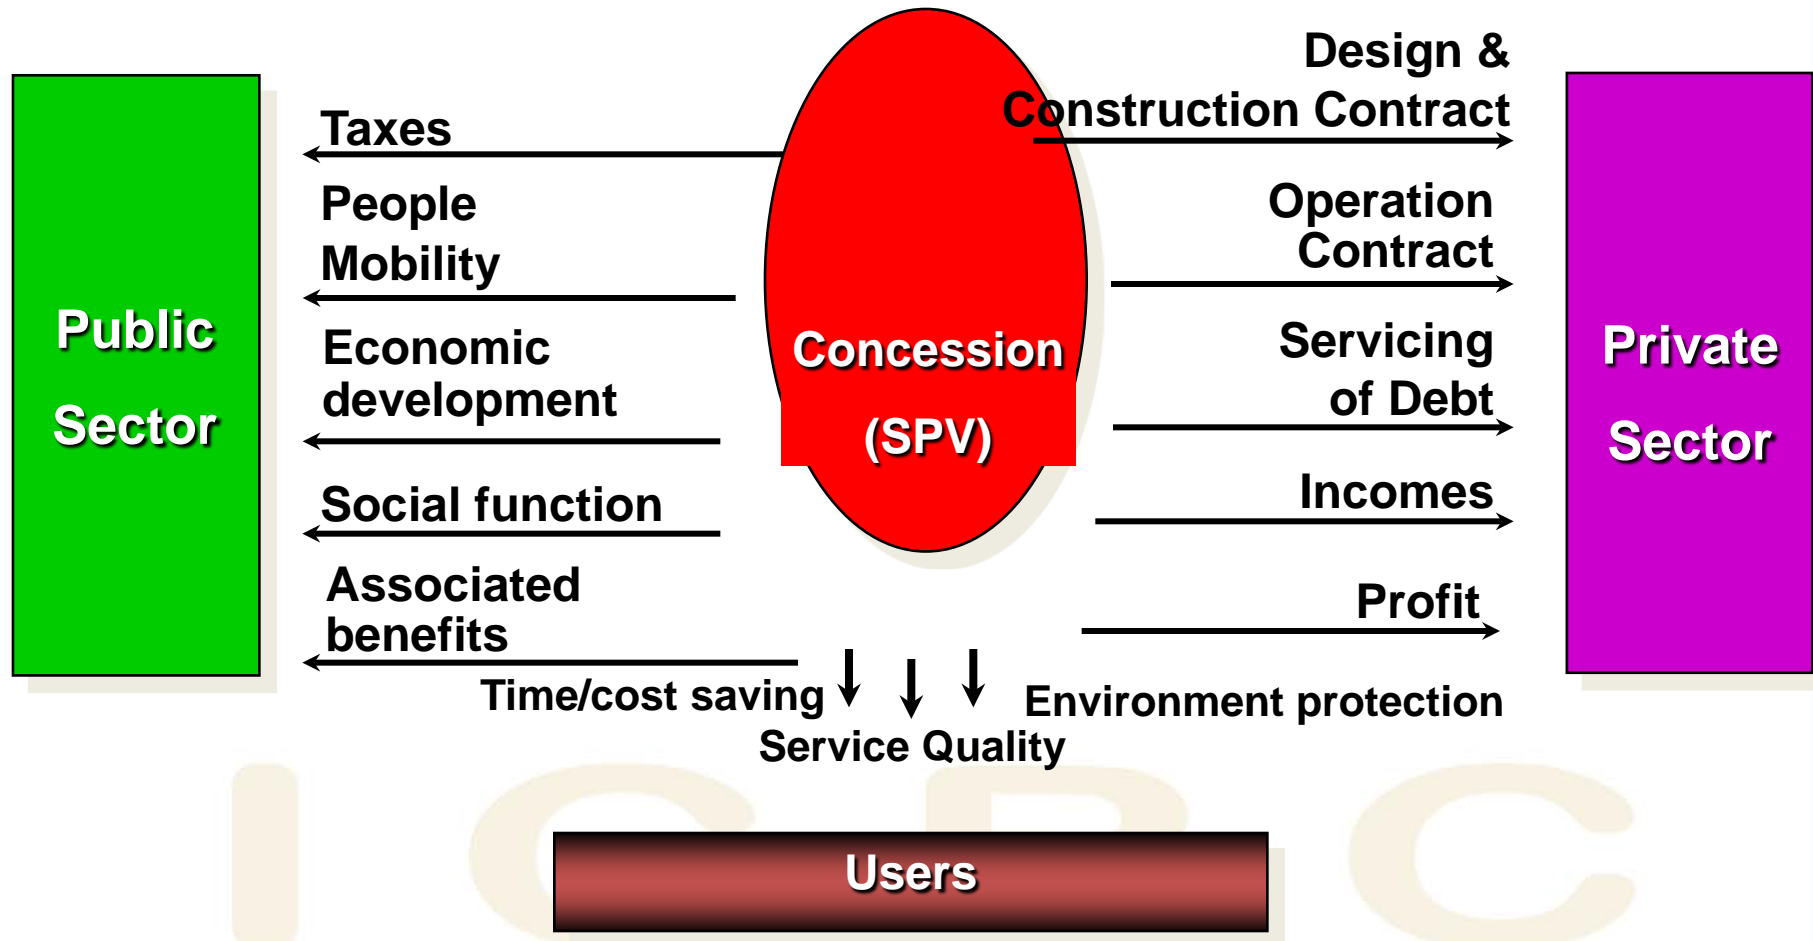 Public
Sector
Taxes
People
Mobility
Economic
development
Social function
Associated
benefits
Concession
(SPV)
Design &
Construction Contract
Operation
Contract
Servicing
of Debt
Incomes
Profit
Private
Sector
Time/cost saving
Service Quality
Environment protection
Users